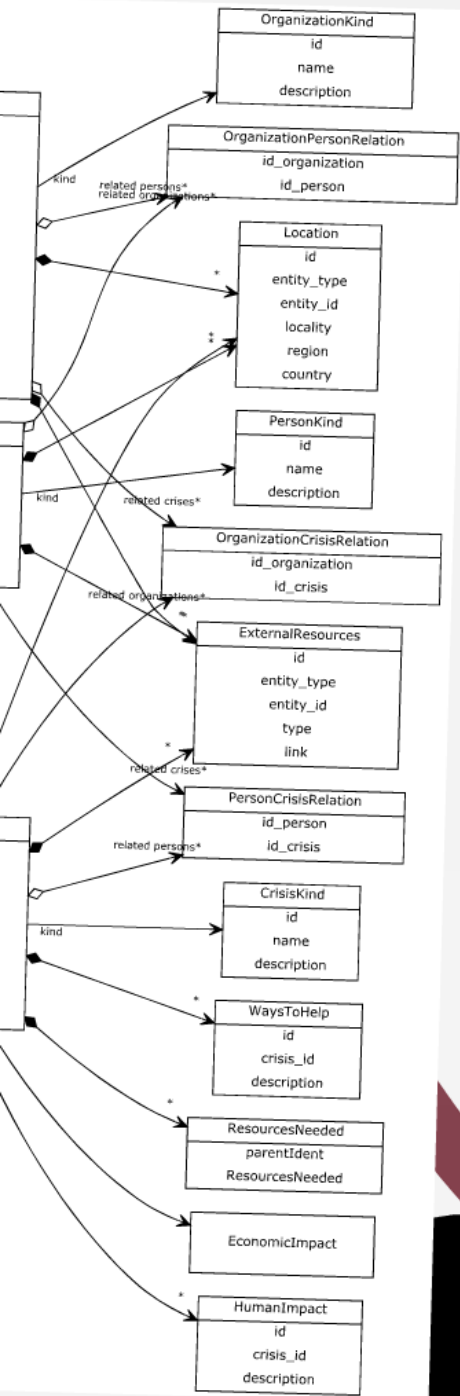 OrganizationKind
id
name
description
kind
OrganizationPersonRelation
id_organization
id_person
related persons*
related organizations*
Location
id
entity_type
entity_id
locality
region
country
*
*
*
PersonKind
id
name
description
kind
related crises*
OrganizationCrisisRelation
id_organization
id_crisis
related organizations*
*
ExternalResources
id
entity_type
entity_id
type
link
*
related crises*
PersonCrisisRelation
id_person
id_crisis
related persons*
CrisisKind
id
name
description
kind
WaysToHelp
id
crisis_id
description
*
ResourcesNeeded
parentIdent
ResourcesNeeded
*
EconomicImpact
HumanImpact
id
crisis_id
description
*